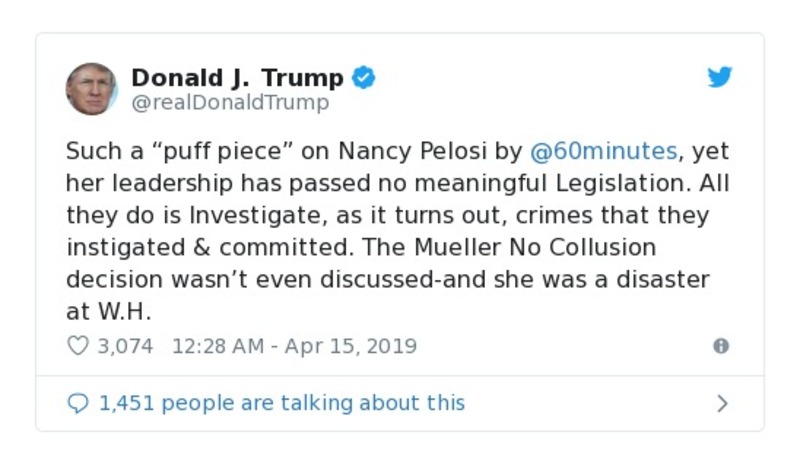 Donald J. Trump
@realDonaldTrump
Such a “puff piece” on Nancy Pelosi by @60minutes, yet
her leadership has passed no meaningful Legislation. All
they do is Investigate, as it turns out, crimes that they
instigated & committed. The Mueller No Collusion
decision wasn’t even discussed-and she was a disaster
at W.H.
3,074 12:28 AM - Apr 15, 2019
1,451 people are talking about this